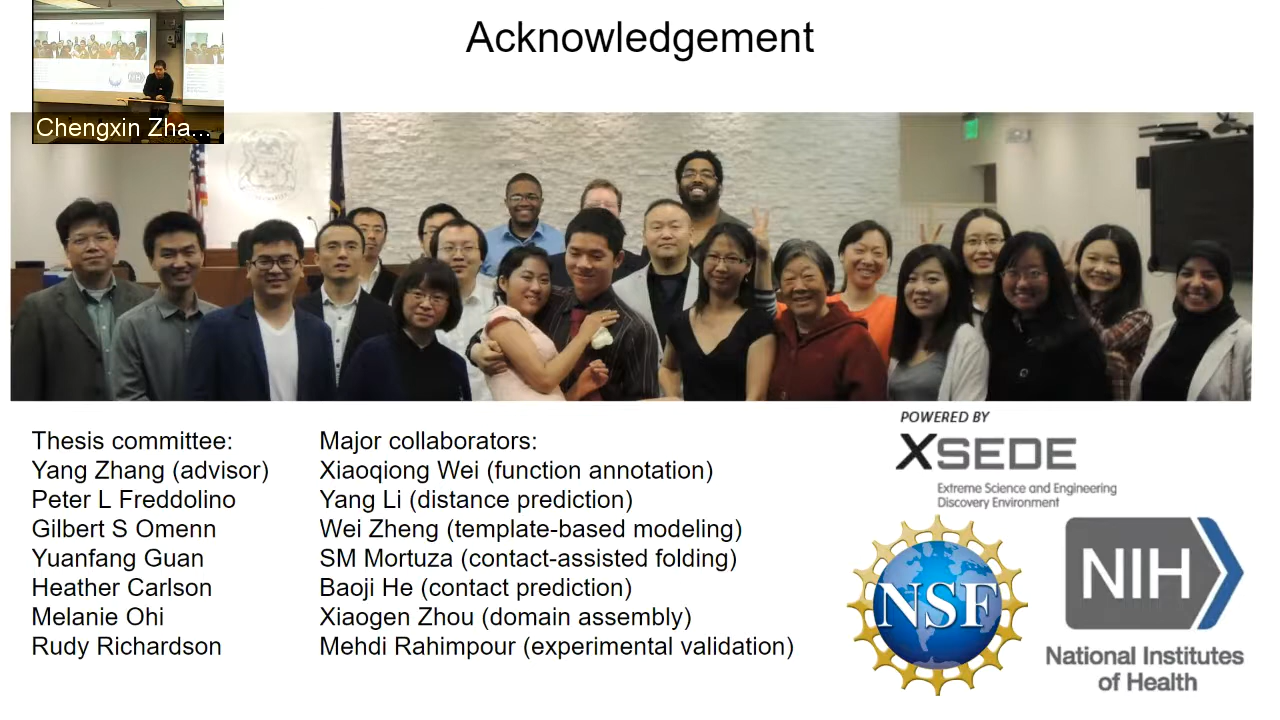 Acknowledgement
Chengxin Zha...
Thesis committee:
Yang Zhang (advisor)
Peter L Freddolino
Gilbert S Omenn
Yuanfang Guan
Heather Carlson
Melanie Ohi
Rudy Richardson
Major collaborators:
Xiaoqiong Wei (function annotation)
Yang Li (distance prediction)
Wei Zheng (template-based modeling)
SM Mortuza (contact-assisted folding)
Baoji He (contact prediction)
Xiaogen Zhou (domain assembly)
Mehdi Rahimpour (experimental validation)
POWERED BY
XSEDE
Extreme Science and Engineering
Discovery Environment
NSF
NIH
National Institutes
of Health